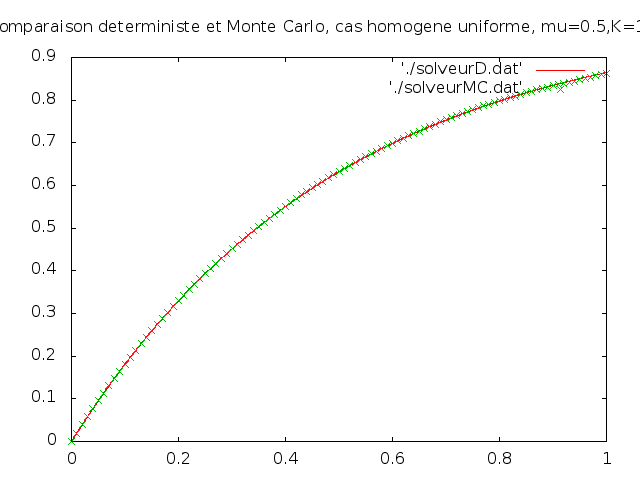 omparaison deterministe et Monte Carlo, cas homogene uniforme, mu=0.5,K=1
'./solveurD.dat'
'./solveurMC.dat'
0.9
0.8
0.7
0.6
0.5
0.4
0.3
0.2
0.1
0
0 0.2 0.4 0.6 0.8 1